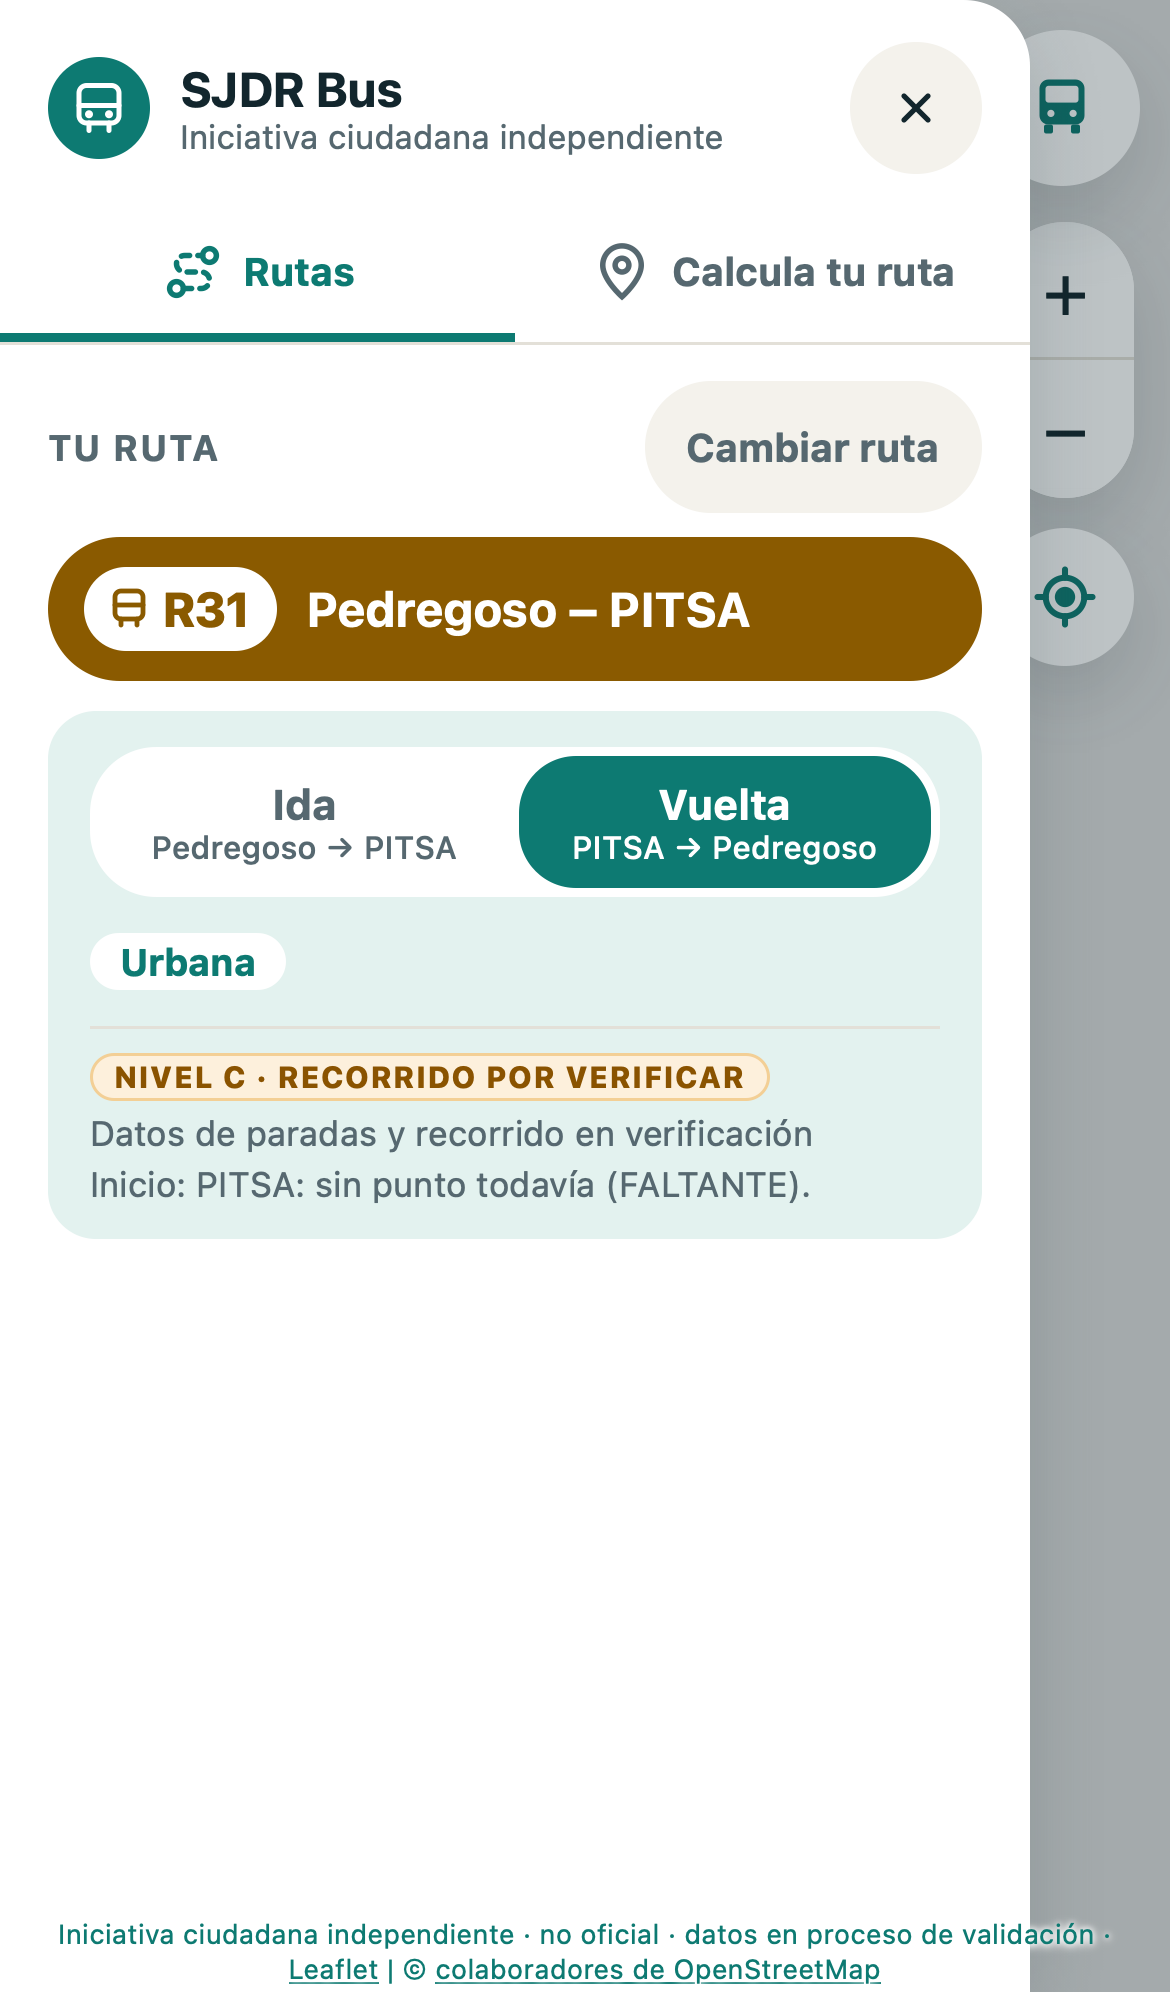 SJDR Bus
Iniciativa ciudadana independiente
Rutas
Calcula tu ruta
TU RUTA
Cambiar ruta
R31 Pedregoso – PITSA
Ida
Pedregoso → PITSA
Vuelta
PITSA → Pedregoso
Urbana
NIVEL C · RECORRIDO POR VERIFICAR
Datos de paradas y recorrido en verificación
Inicio: PITSA: sin punto todavía (FALTANTE).
Iniciativa ciudadana independiente · no oficial · datos en proceso de validación ·
Leaflet | © colaboradores de OpenStreetMap